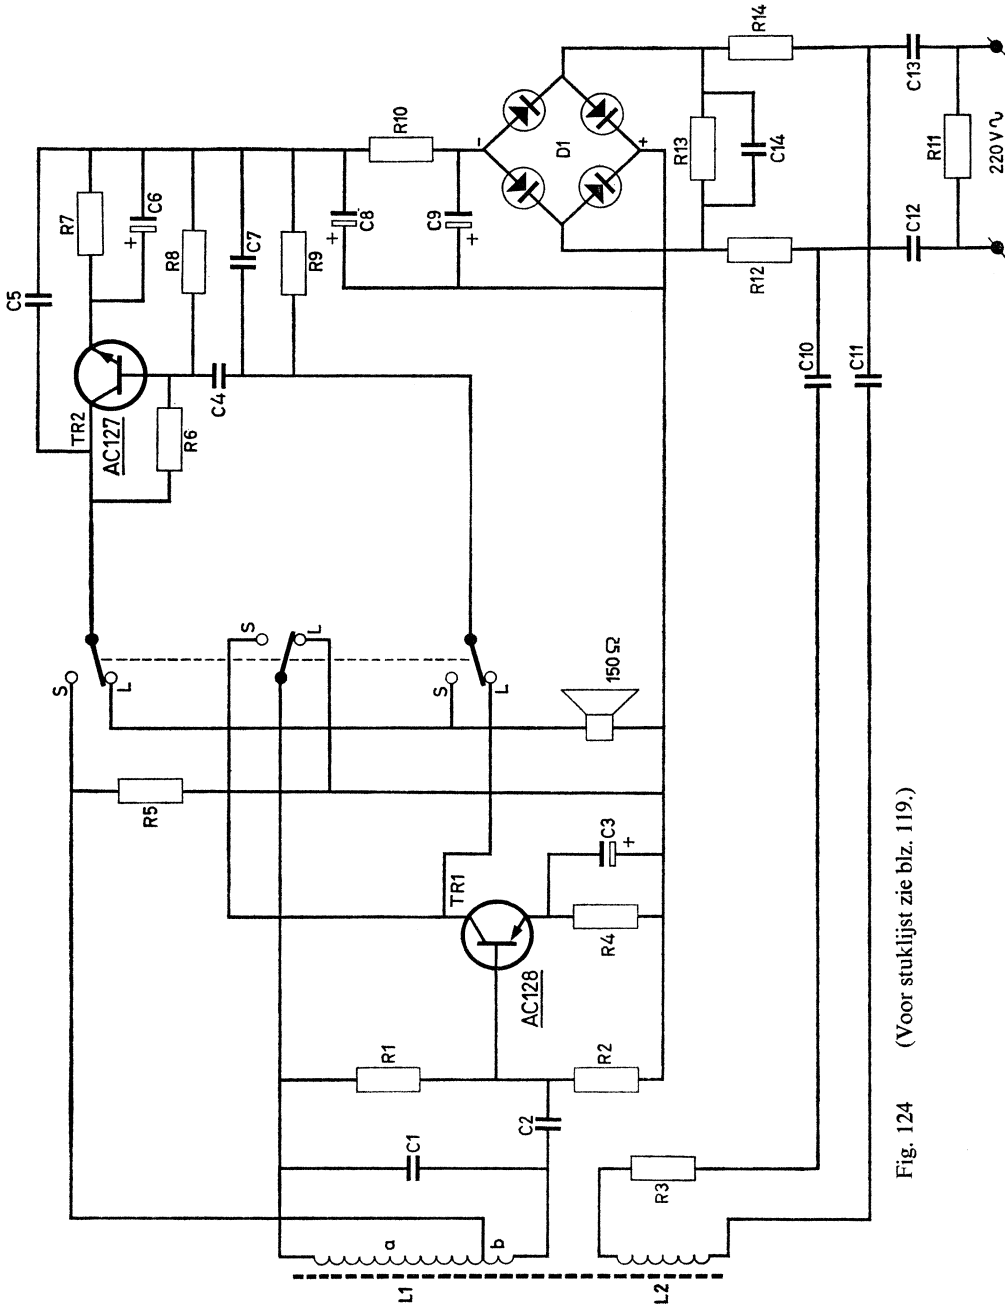 L1
a
b
L2
C1
R3
R1
C2
R2
AC128
TR1
R4
C3
+
R5
150 Ω
S
L
S
L
S
L
TR2
AC127
R6
C4
C5
R7
C6
+
R8
C7
R9
C8
+
C9
+
R10
-
D1
+
R13
C14
R14
R12
C10
C11
C13
C12
R11
220 V ∿
Fig. 124 (Voor stuklijst zie blz. 119.)